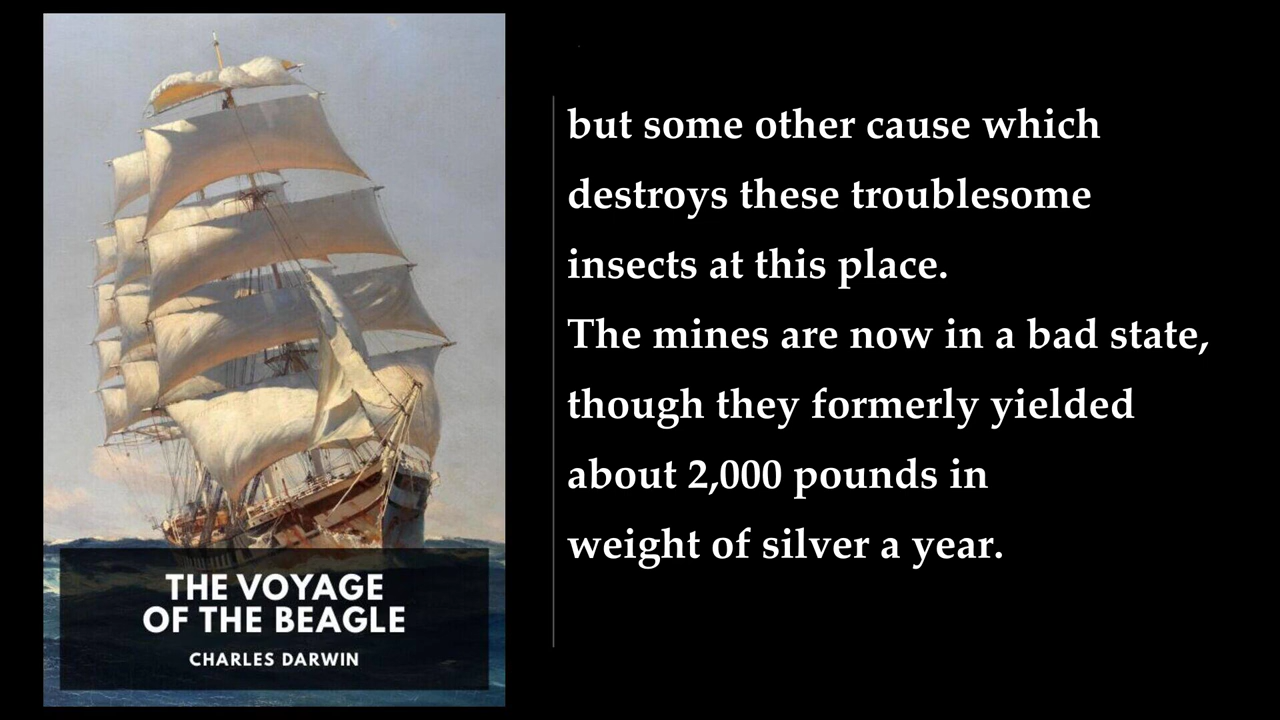 THE VOYAGE
OF THE BEAGLE
CHARLES DARWIN
but some other cause which
destroys these troublesome
insects at this place.
The mines are now in a bad state,
though they formerly yielded
about 2,000 pounds in
weight of silver a year.